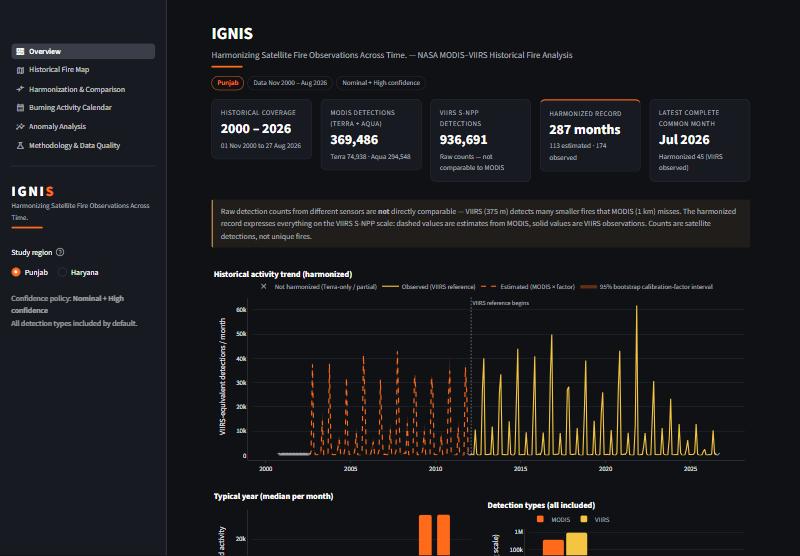 Overview
Historical Fire Map
Harmonization & Comparison
Burning Activity Calendar
Anomaly Analysis
Methodology & Data Quality
IGNIS
Harmonizing Satellite Fire Observations Across
Time.
Study region
Punjab
Haryana
Confidence policy: Nominal + High
confidence
All detection types included by default.
IGNIS
Harmonizing Satellite Fire Observations Across Time. — NASA MODIS–VIIRS Historical Fire Analysis
Punjab
Data Nov 2000 – Aug 2026
Nominal + High confidence
HISTORICAL COVERAGE
2000 – 2026
01 Nov 2000 to 27 Aug 2026
MODIS DETECTIONS
(TERRA + AQUA)
369,486
Terra 74,938 · Aqua 294,548
VIIRS S-NPP
DETECTIONS
936,691
Raw counts — not
comparable to MODIS
HARMONIZED RECORD
287 months
113 estimated · 174
observed
LATEST COMPLETE
COMMON MONTH
Jul 2026
Harmonized 45 (VIIRS
observed)
Raw detection counts from different sensors are not directly comparable — VIIRS (375 m) detects many smaller fires that MODIS (1 km) misses. The harmonized
record expresses everything on the VIIRS S-NPP scale: dashed values are estimates from MODIS, solid values are VIIRS observations. Counts are satellite
detections, not unique fires.
Historical activity trend (harmonized)
Not harmonized (Terra-only / partial)
Observed (VIIRS reference)
Estimated (MODIS × factor)
95% bootstrap calibration-factor interval
VIIRS reference begins
VIIRS-equivalent detections / month
60k
50k
40k
30k
20k
10k
0
2000
2005
2010
2015
2020
2025
Typical year (median per month)
d activity
20k
Detection types (all included)
MODIS
VIIRS
scale)
1M
100k